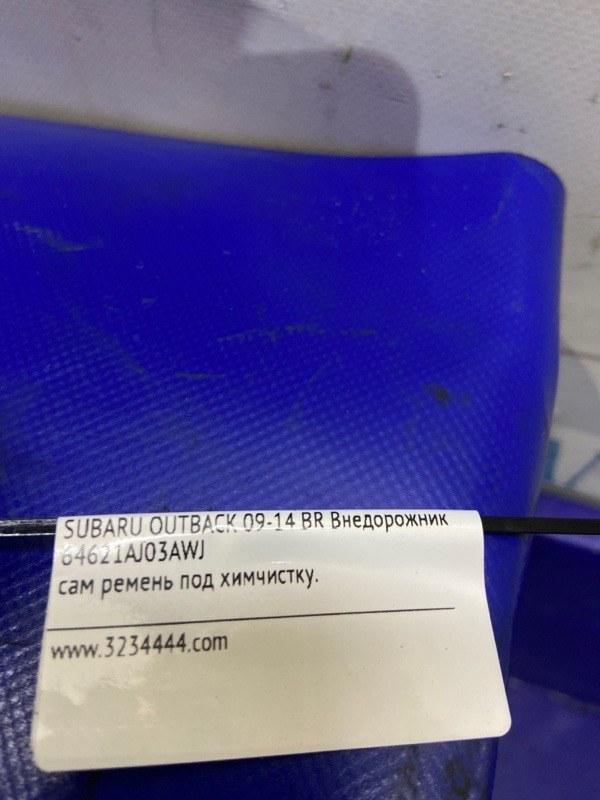 SUBARU OUTBACK 09-14 BR Внедорожник
64621AJ03AWJ
сам ремень под химчистку.
www.3234444.com